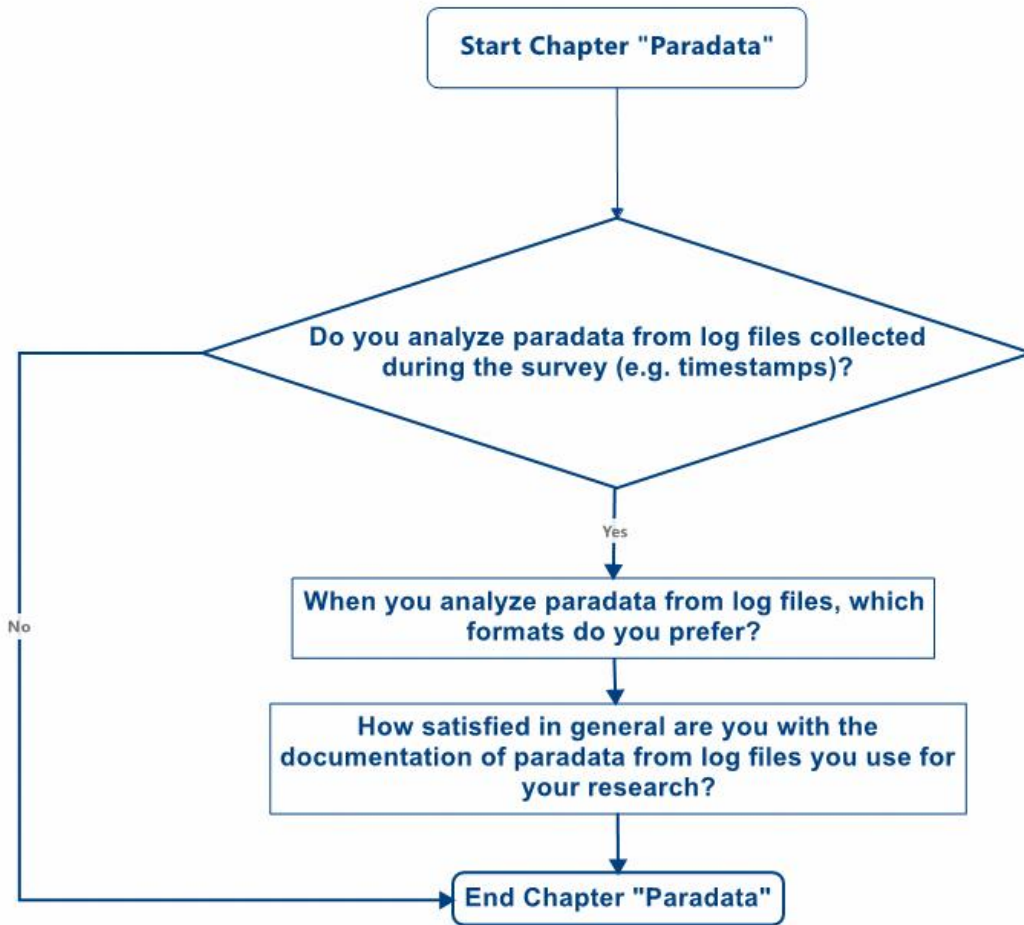 Start Chapter "Paradata"
Do you analyze paradata from log files collected
during the survey (e.g. timestamps)?
Yes
When you analyze paradata from log files, which
formats do you prefer?
No
How satisfied in general are you with the
documentation of paradata from log files you use for
your research?
End Chapter "Paradata"